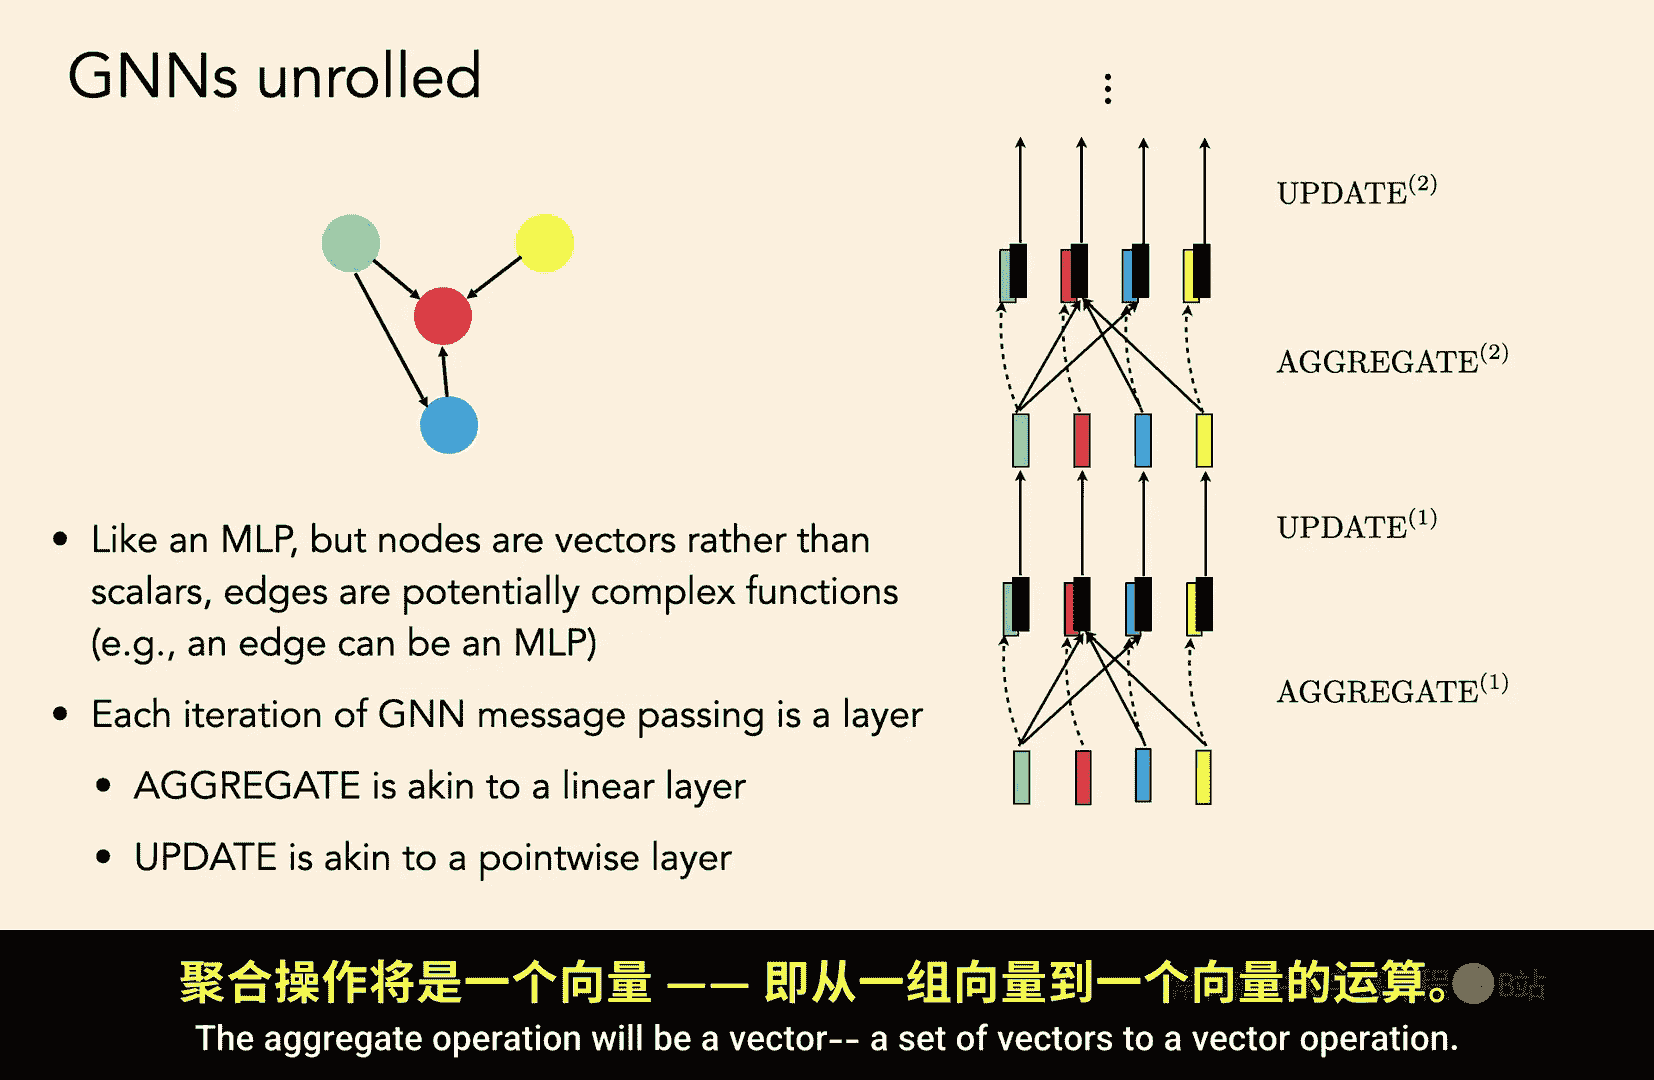 GNNs unrolled
⋮
UPDATE⁽²⁾
AGGREGATE⁽²⁾
UPDATE⁽¹⁾
AGGREGATE⁽¹⁾
• Like an MLP, but nodes are vectors rather than
scalars, edges are potentially complex functions
(e.g., an edge can be an MLP)
• Each iteration of GNN message passing is a layer
• AGGREGATE is akin to a linear layer
• UPDATE is akin to a pointwise layer
聚合操作将是一个向量 —— 即从一组向量到一个向量的运算。
B站
The aggregate operation will be a vector-- a set of vectors to a vector operation.